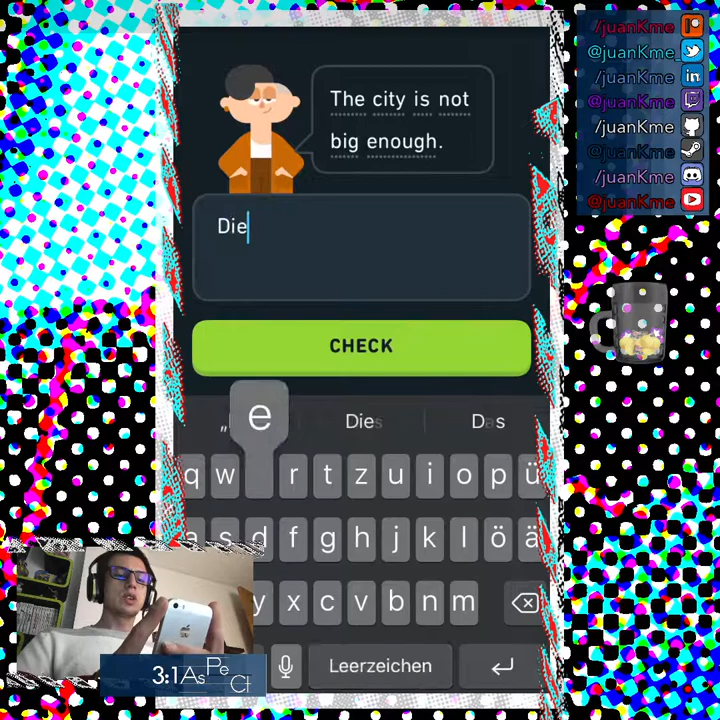 /juanKme
@juanKme_
/juanKme
@juanKme
/juanKme
@juanKme
/juanKme
@juanKme
The city is not
big enough.
Die
CHECK
Dies
Das
e
q w r t z u i o p ü
a s d f g h j k l ö ä
y x c v b n m
Leerzeichen
3:1 AsPeCt